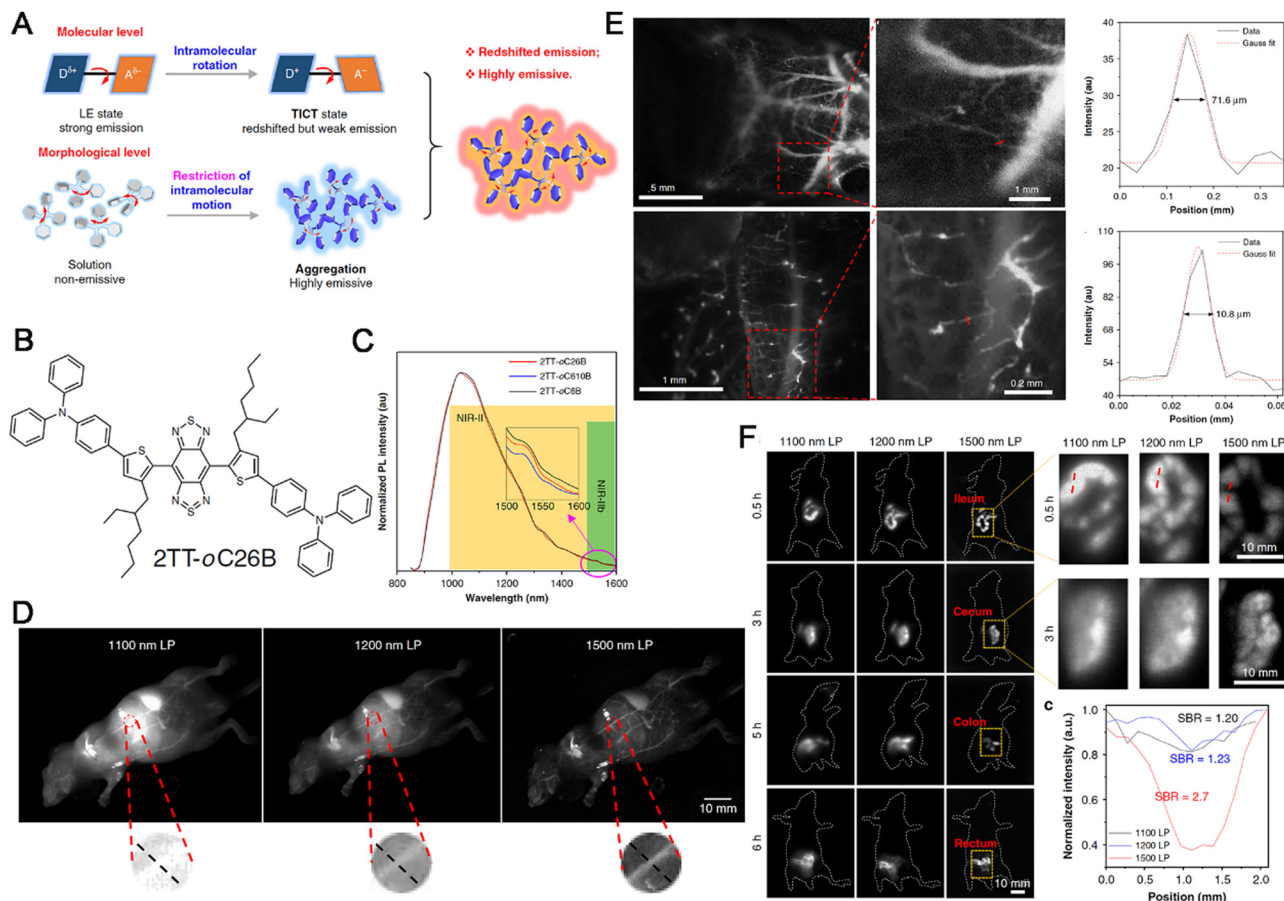 A
Molecular level
Dδ+
Aδ−
Intramolecular
rotation
D+
A−
LE state
strong emission
TICT state
redshifted but weak emission
Morphological level
Restriction of
intramolecular
motion
Solution
non-emissive
Aggregation
Highly emissive
❖ Redshifted emission;
❖ Highly emissive.
B
N
S
N
N
S
S
N
N
S
N
2TT-oC26B
C
Normalized PL intensity (au)
2TT-oC26B
2TT-oC610B
2TT-oC6B
NIR-II
NIR-IIb
1500 1550 1600
800 1000 1200 1400 1600
Wavelength (nm)
D
1100 nm LP
1200 nm LP
1500 nm LP
10 mm
E
5 mm
1 mm
1 mm
0.2 mm
Intensity (au)
40
35
30
25
20
Data
Gauss fit
71.6 μm
0.0 0.1 0.2 0.3
Position (mm)
Intensity (au)
110
96
84
72
60
48
40
Data
Gauss fit
10.8 μm
0.00 0.02 0.04 0.06
Position (mm)
F
1100 nm LP 1200 nm LP 1500 nm LP
0.5 h
Ileum
3 h
Cecum
5 h
Colon
6 h
Rectum
10 mm
1100 nm LP 1200 nm LP 1500 nm LP
0.5 h
10 mm
3 h
10 mm
c
Normalized intensity (a.u.)
1.0
0.8
0.6
0.4
SBR = 1.20
SBR = 1.23
SBR = 2.7
1100 LP
1200 LP
1500 LP
0.0 0.5 1.0 1.5 2.0
Position (mm)